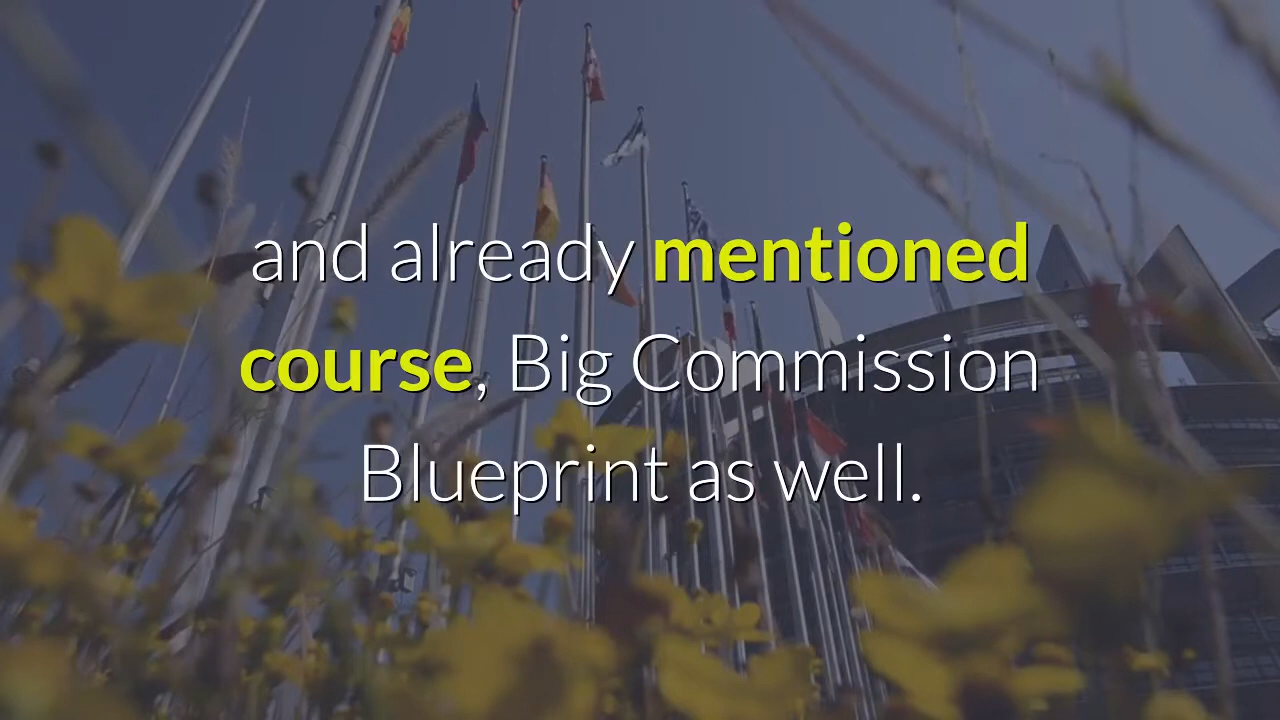 and already mentioned
course, Big Commission
Blueprint as well.